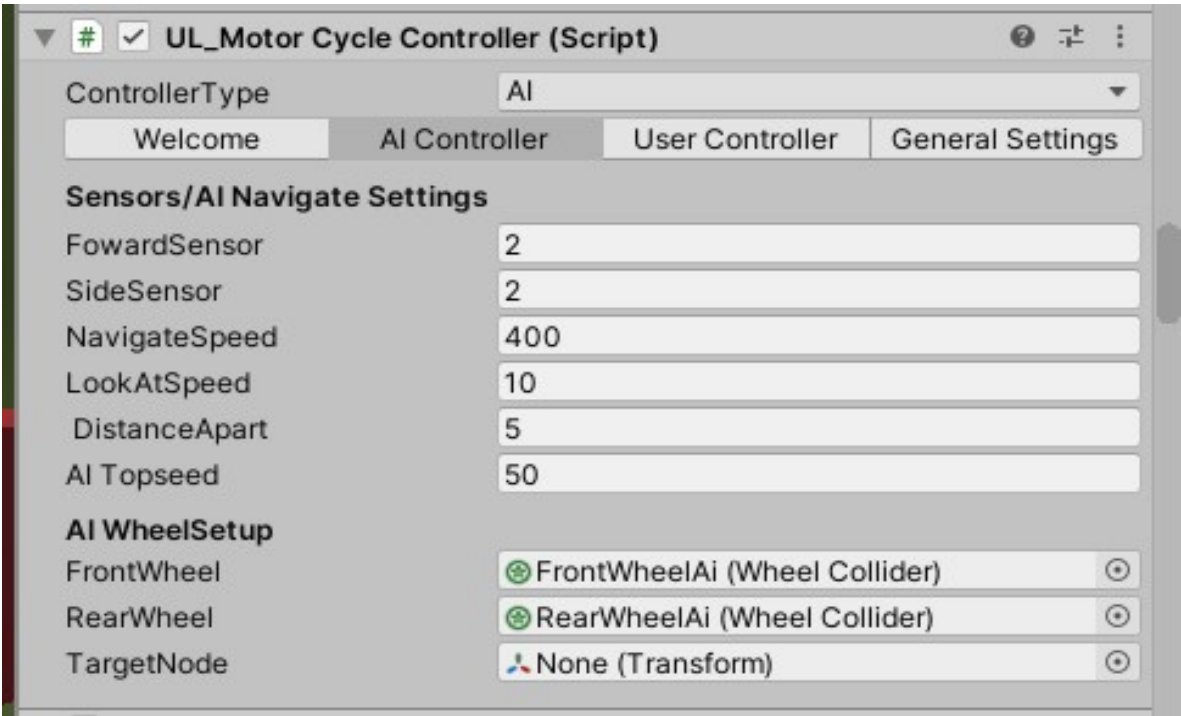 # UL_Motor Cycle Controller (Script)
ControllerType AI
Welcome AI Controller User Controller General Settings
Sensors/AI Navigate Settings
FowardSensor 2
SideSensor 2
NavigateSpeed 400
LookAtSpeed 10
DistanceApart 5
AI Topseed 50
AI WheelSetup
FrontWheel FrontWheelAi (Wheel Collider)
RearWheel RearWheelAi (Wheel Collider)
TargetNode None (Transform)